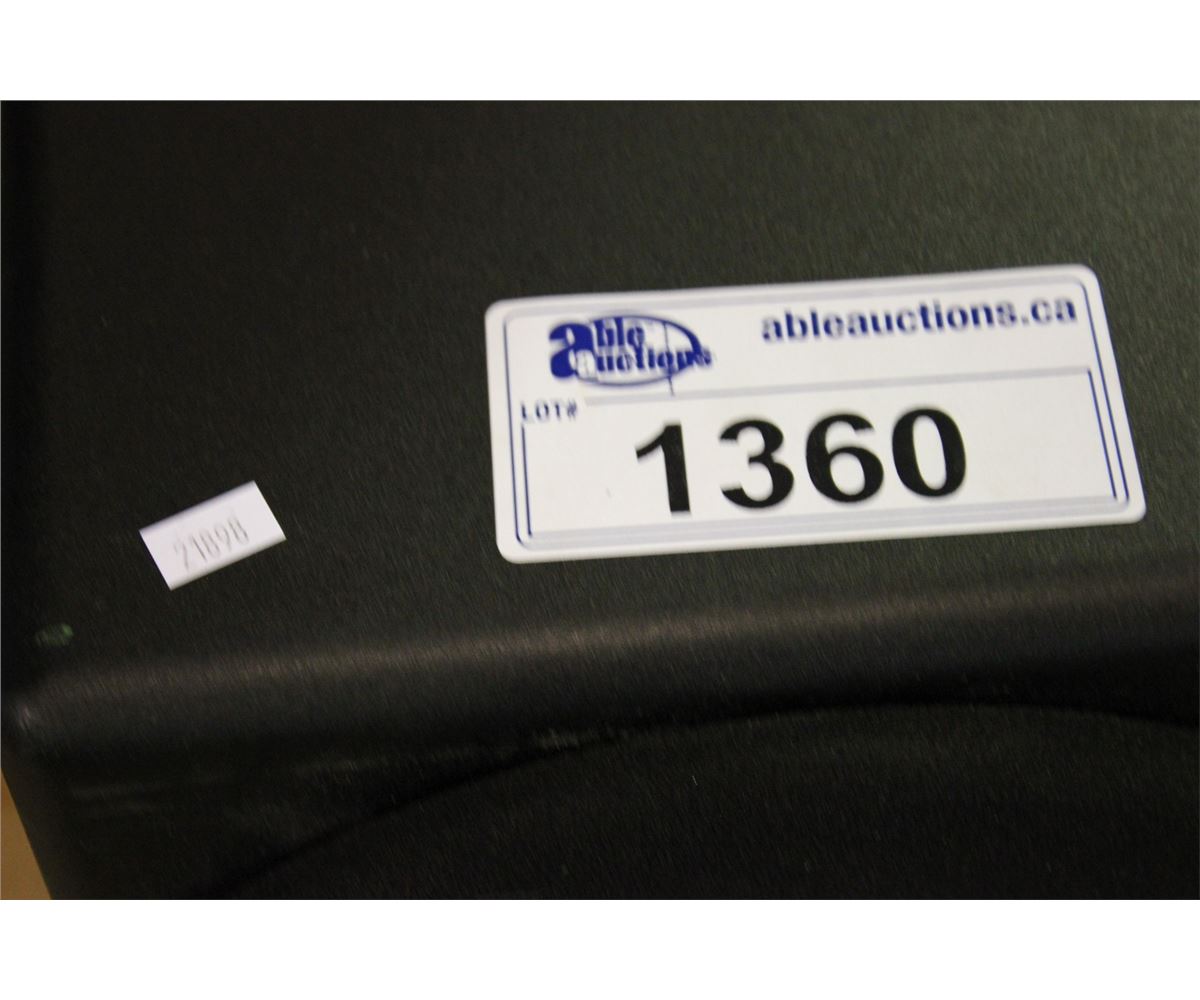 able auctions
ableauctions.ca
LOT#
1360
21898